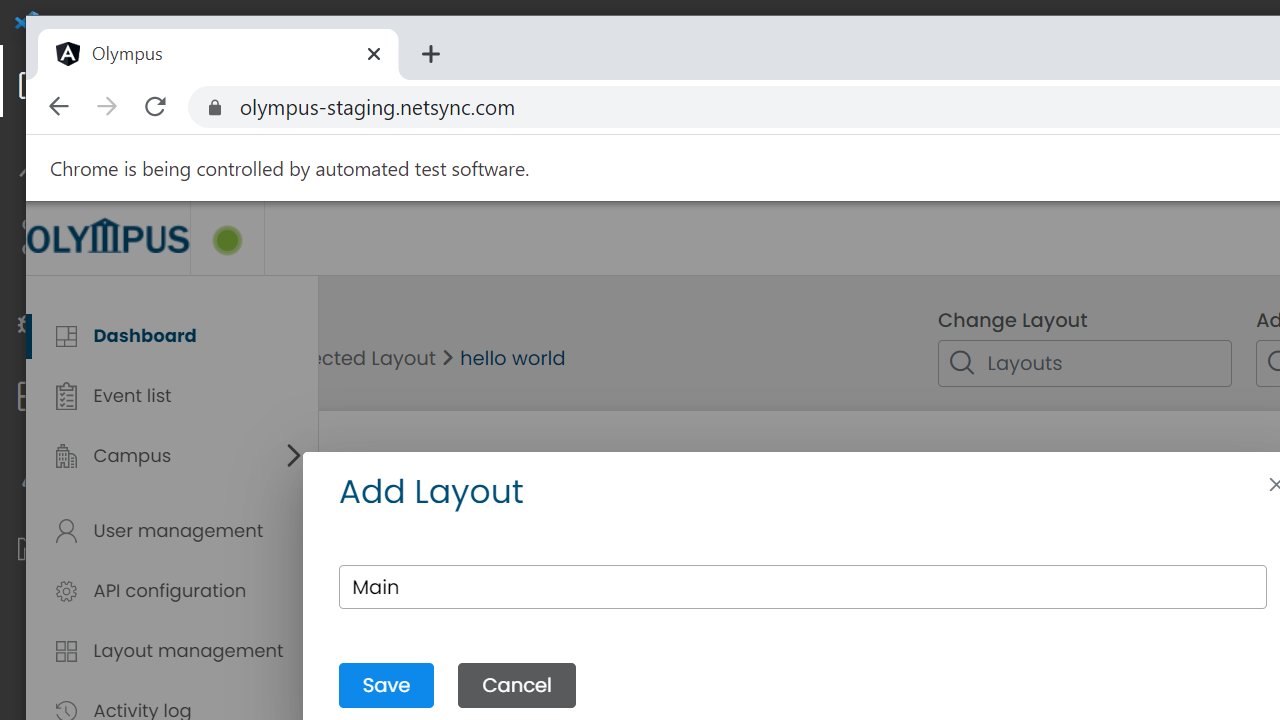 Olympus
olympus-staging.netsync.com
Chrome is being controlled by automated test software.
OLYMPUS
Dashboard
Event list
Campus
User management
API configuration
Layout management
Activity log
ected Layout > hello world
Change Layout
Layouts
Ad
Add Layout
Main
Save Cancel